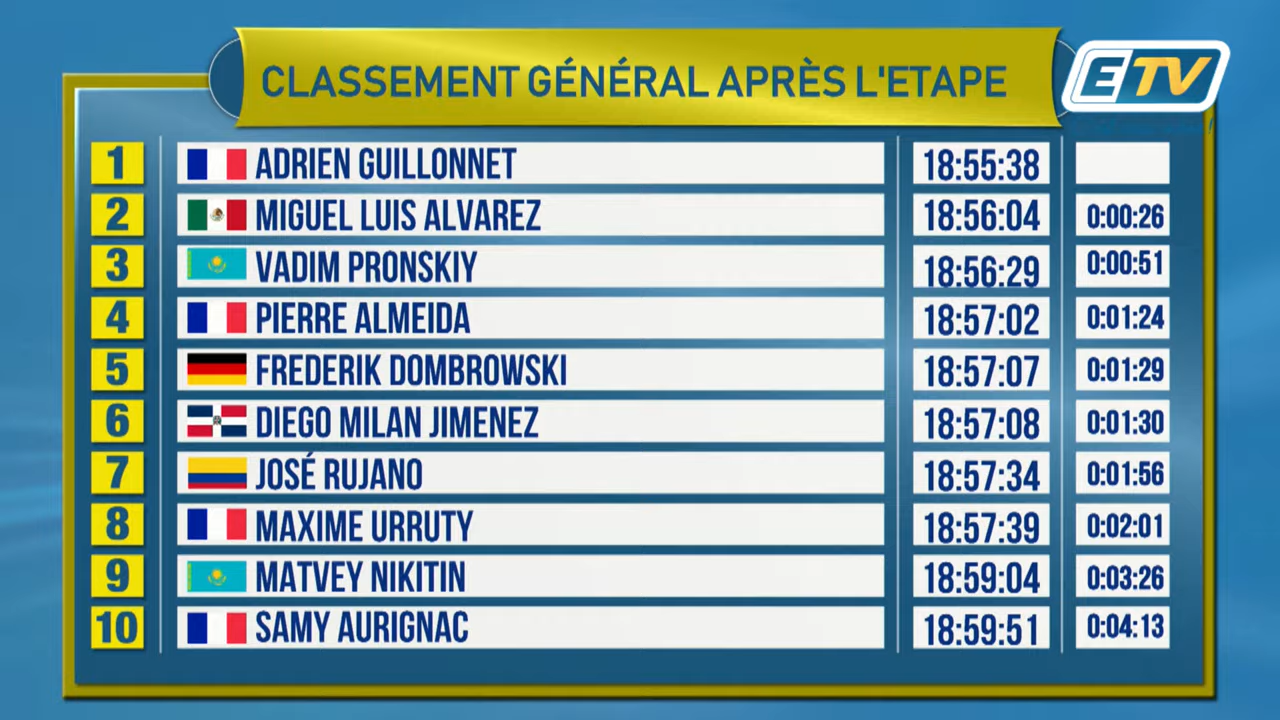 CLASSEMENT GÉNÉRAL APRÈS L'ETAPE
ETV
1 ADRIEN GUILLONNET 18:55:38
2 MIGUEL LUIS ALVAREZ 18:56:04 0:00:26
3 VADIM PRONSKIY 18:56:29 0:00:51
4 PIERRE ALMEIDA 18:57:02 0:01:24
5 FREDERIK DOMBROWSKI 18:57:07 0:01:29
6 DIEGO MILAN JIMENEZ 18:57:08 0:01:30
7 JOSÉ RUJANO 18:57:34 0:01:56
8 MAXIME URRUTY 18:57:39 0:02:01
9 MATVEY NIKITIN 18:59:04 0:03:26
10 SAMY AURIGNAC 18:59:51 0:04:13